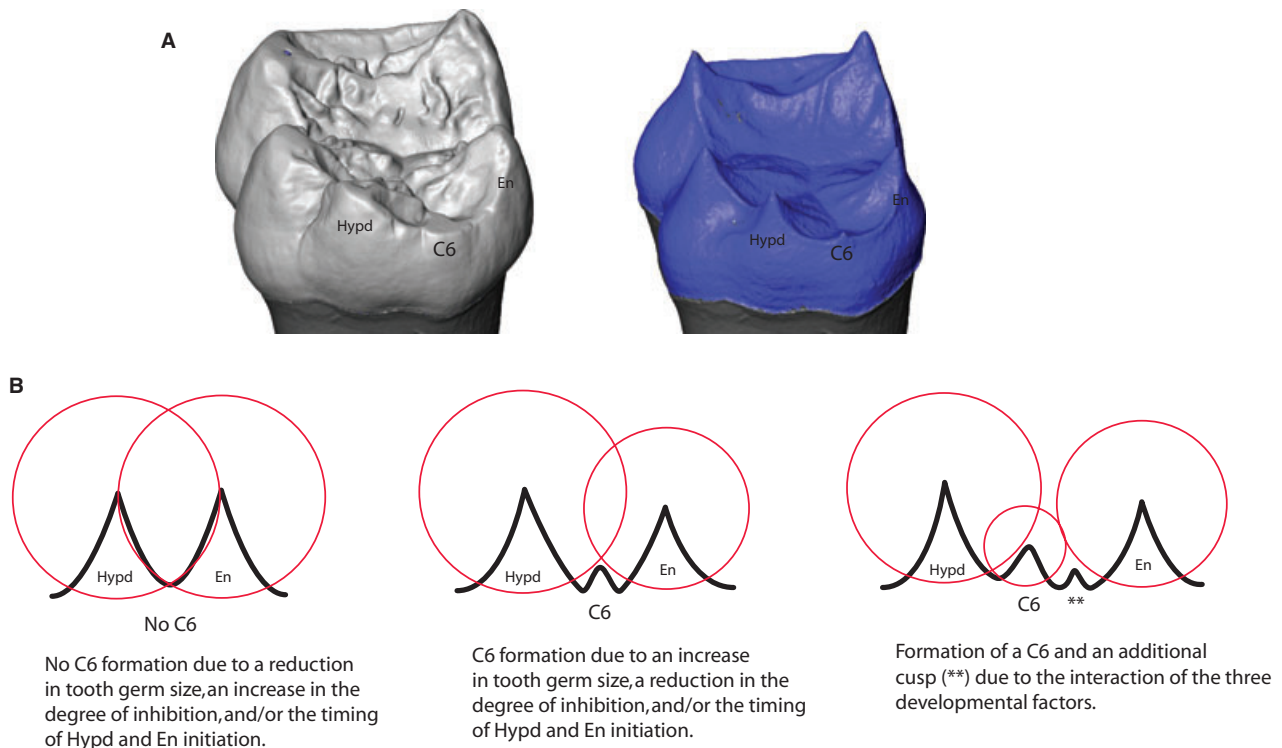 A
Hypd
C6
En
Hypd
C6
En
B
Hypd
En
No C6
No C6 formation due to a reduction
in tooth germ size,an increase in the
degree of inhibition,and/or the timing
of Hypd and En initiation.
Hypd
En
C6
C6 formation due to an increase
in tooth germ size,a reduction in the
degree of inhibition,and/or the timing
of Hypd and En initiation.
Hypd
En
C6
**
Formation of a C6 and an additional
cusp (**) due to the interaction of the three
developmental factors.